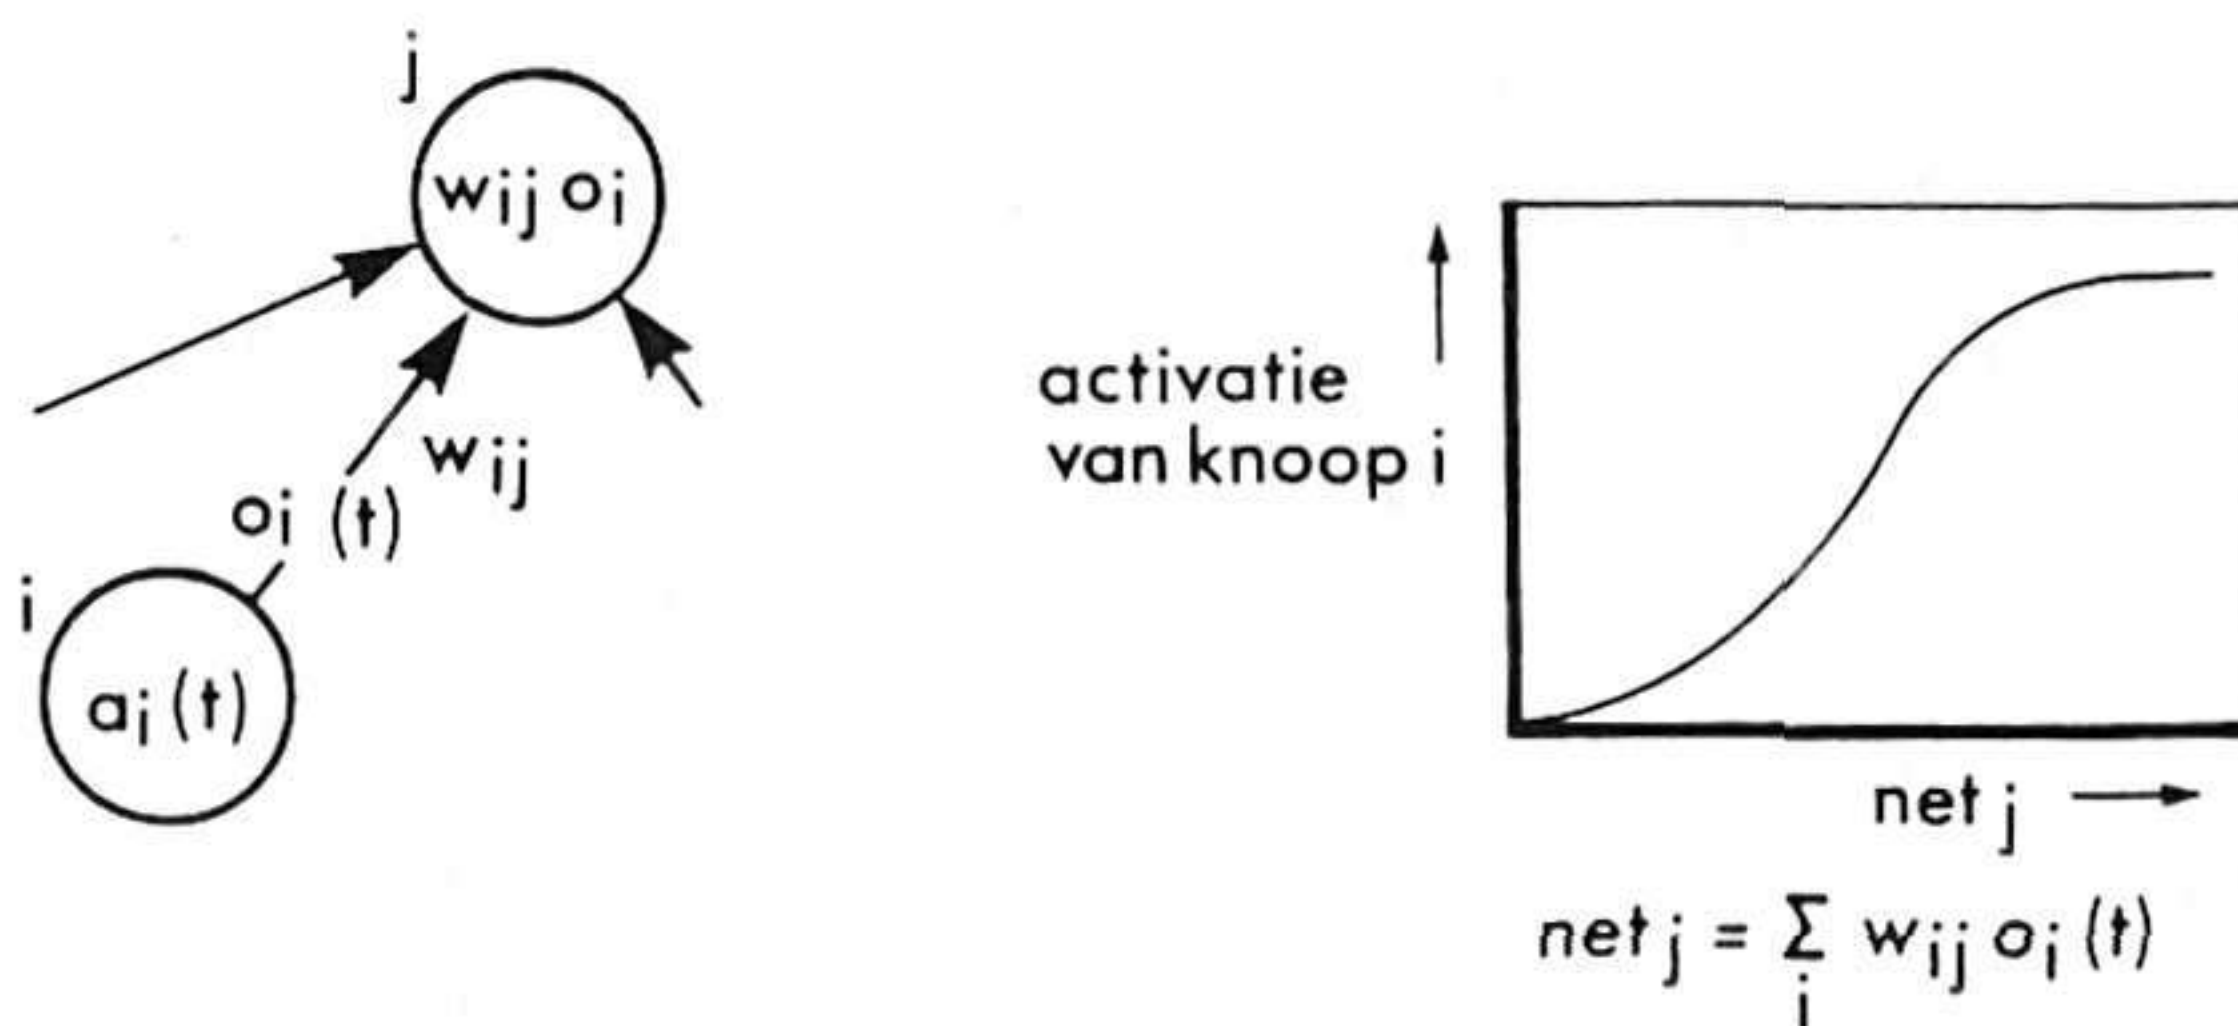 j
wij oi
wij
oi (t)
i
ai (t)
activatie
van knoop i
net j
net j = Σ wij oi (t)
i